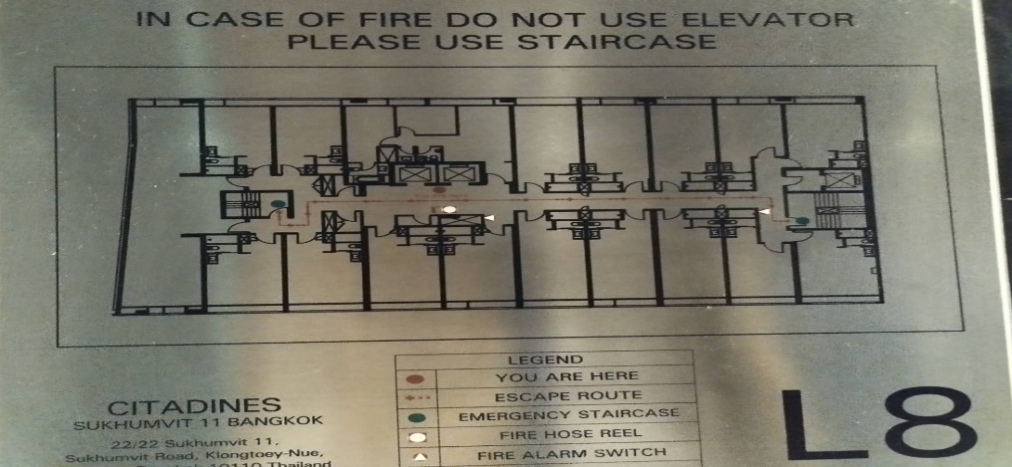 IN CASE OF FIRE DO NOT USE ELEVATOR
PLEASE USE STAIRCASE
LEGEND
YOU ARE HERE
ESCAPE ROUTE
EMERGENCY STAIRCASE
FIRE HOSE REEL
FIRE ALARM SWITCH
CITADINES
SUKHUMVIT 11 BANGKOK
22/22 Sukhumvit 11,
Sukhumvit Road, Klongtoey-Nue,
10110 Thailand
L8